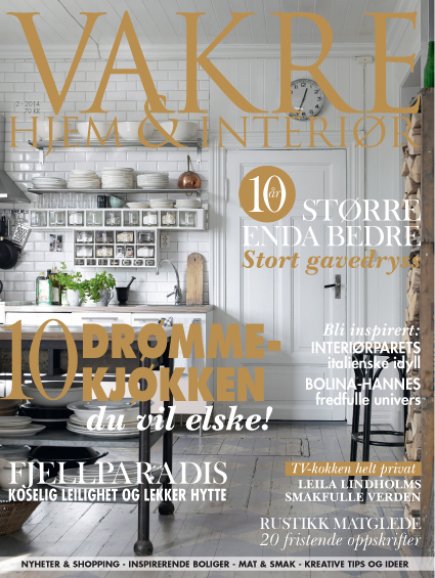 VAKRE
HJEM & INTERIØR
2 - 2014
70 KR
10 år
STØRRE
ENDA BEDRE
Stort gavedryss
10 DRØMME-
KJØKKEN
du vil elske!
Bli inspirert:
INTERIØRPARETS
italienske idyll
BOLINA-HANNES
fredfulle univers
FJELLPARADIS
KOSELIG LEILIGHET OG LEKKER HYTTE
TV-kokken helt privat
LEILA LINDHOLMS
SMAKFULLE VERDEN
RUSTIKK MATGLEDE
20 fristende oppskrifter
NYHETER & SHOPPING - INSPIRERENDE BOLIGER - MAT & SMAK - KREATIVE TIPS OG IDEER